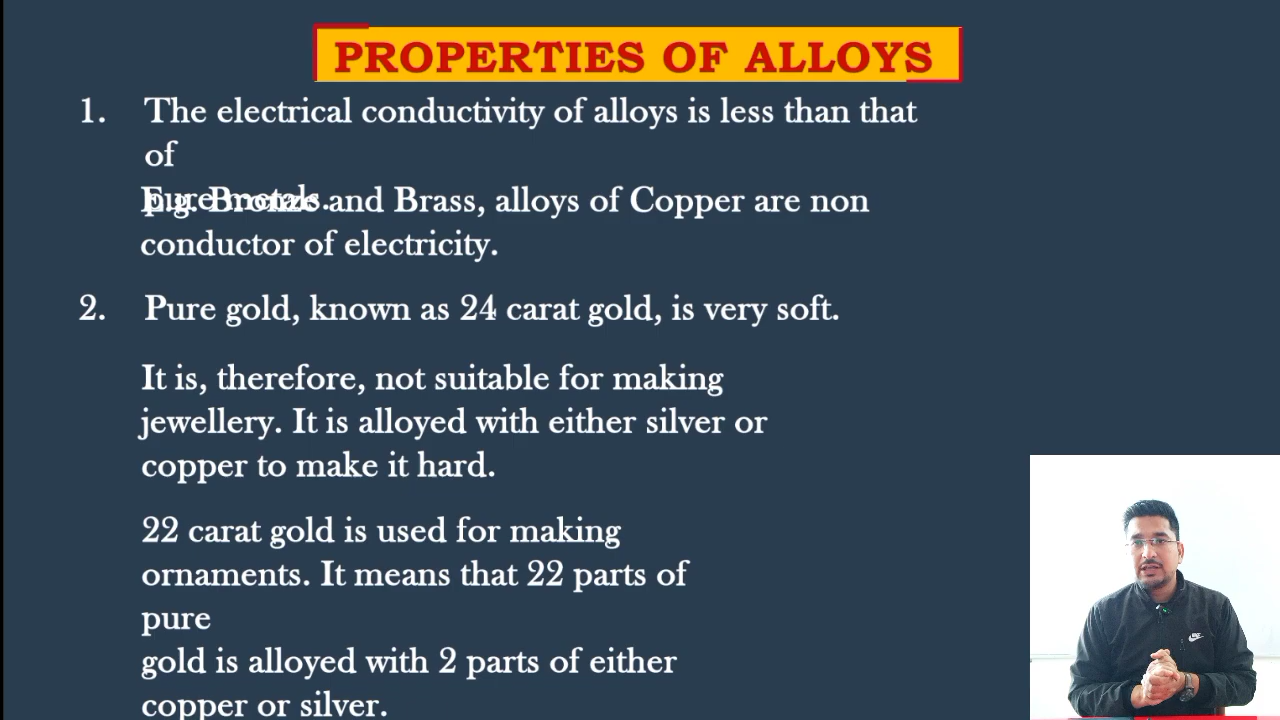 PROPERTIES OF ALLOYS
1. The electrical conductivity of alloys is less than that
of
pure metals.
E.g. Bronze and Brass, alloys of Copper are non
conductor of electricity.
2. Pure gold, known as 24 carat gold, is very soft.
It is, therefore, not suitable for making
jewellery. It is alloyed with either silver or
copper to make it hard.
22 carat gold is used for making
ornaments. It means that 22 parts of
pure
gold is alloyed with 2 parts of either
copper or silver.